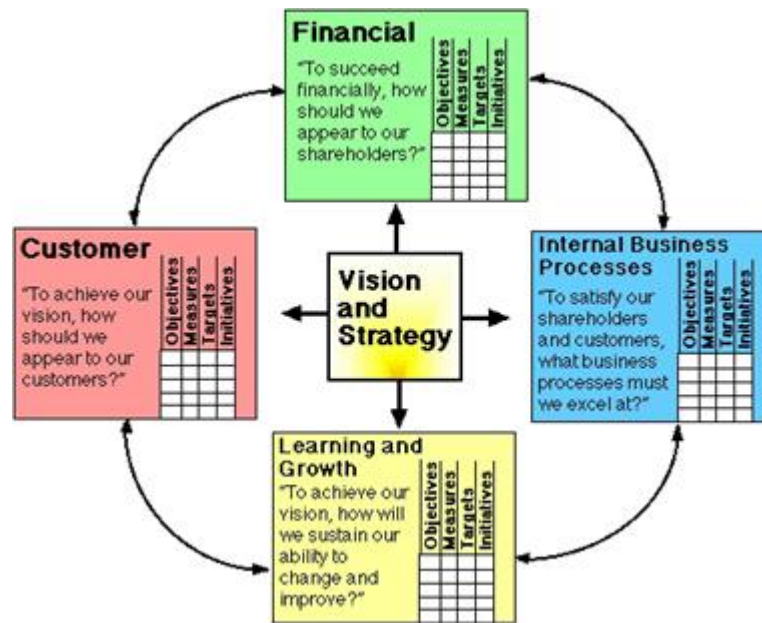 Financial
"To succeed
financially, how
should we
appear to our
shareholders?"
Objectives
Measures
Targets
Initiatives
Customer
"To achieve our
vision, how
should we
appear to our
customers?"
Objectives
Measures
Targets
Initiatives
Vision
and
Strategy
Internal Business
Processes
"To satisfy our
shareholders
and customers,
what business
processes must
we excel at?"
Objectives
Measures
Targets
Initiatives
Learning and
Growth
"To achieve our
vision, how will
we sustain our
ability to
change and
improve?"
Objectives
Measures
Targets
Initiatives